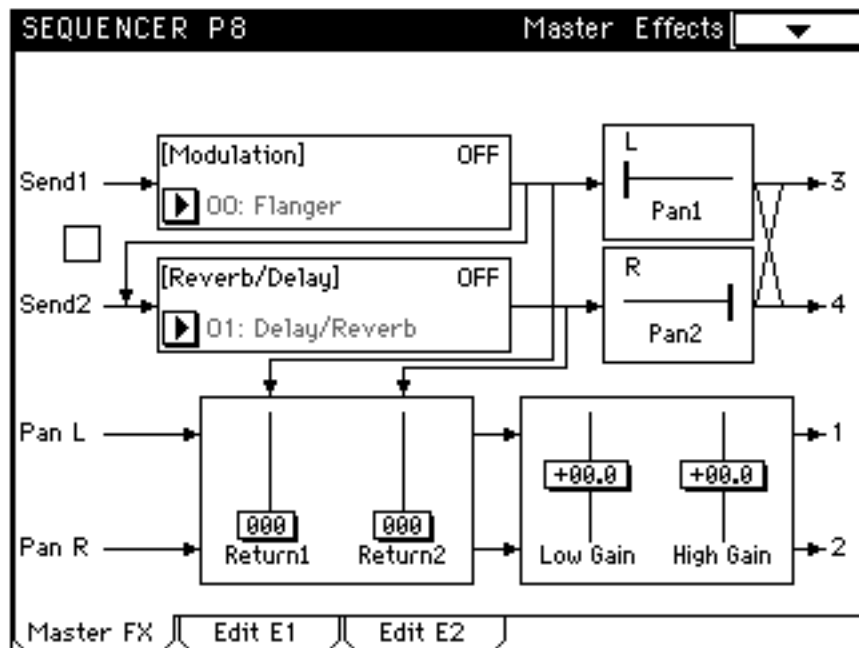 SEQUENCER P8 Master Effects
[Modulation] OFF
L
Send1 00: Flanger Pan1 3
[Reverb/Delay] OFF
R
Send2 01: Delay/Reverb Pan2 4
Pan L 1
+00.0 +00.0
000 000
Pan R Return1 Return2 Low Gain High Gain 2
Master FX Edit E1 Edit E2